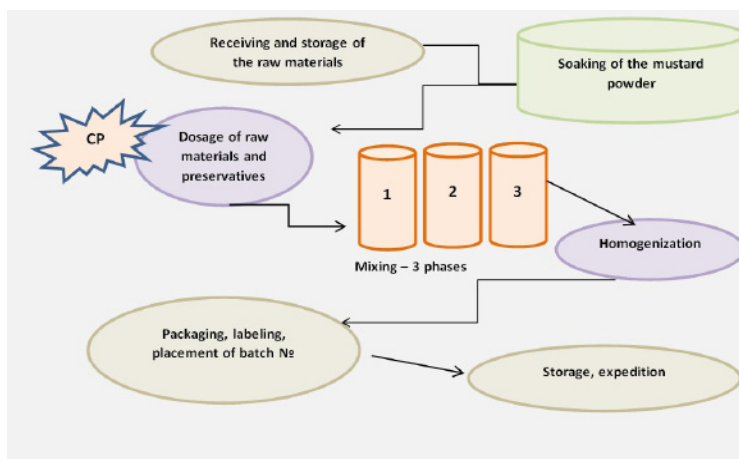 Receiving and storage of
the raw materials
Soaking of the mustard
powder
CP
Dosage of raw
materials and
preservatives
1
2
3
Mixing – 3 phases
Homogenization
Packaging, labeling,
placement of batch №
Storage, expedition